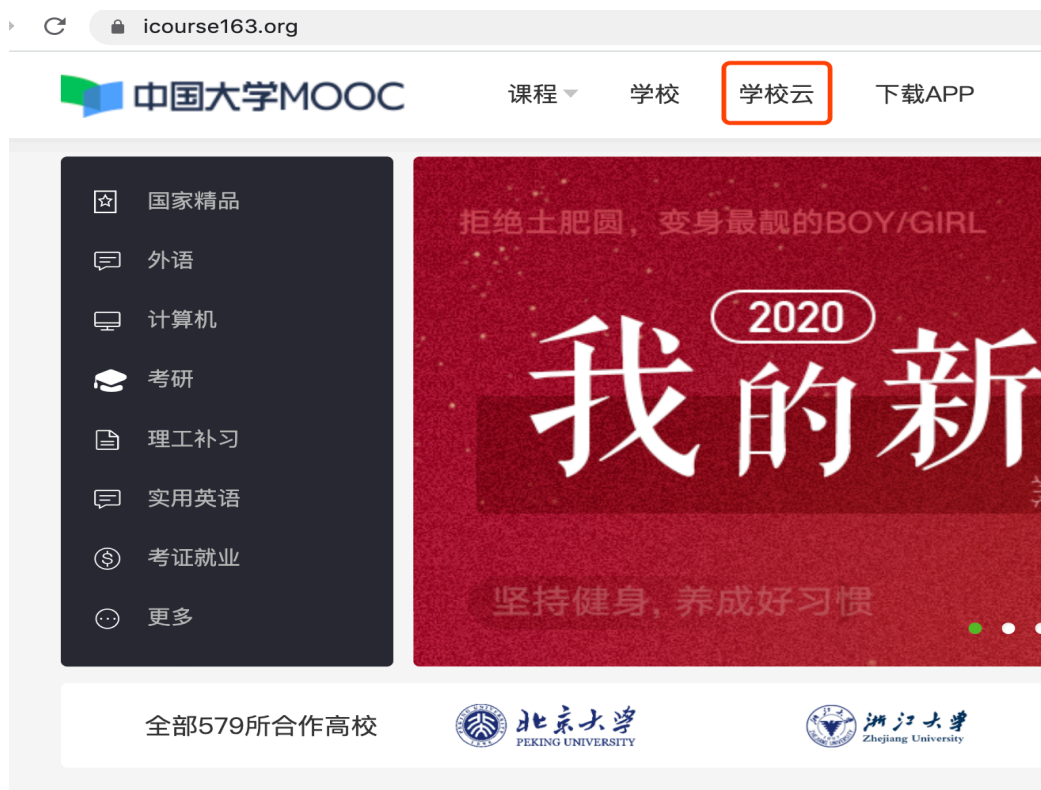 icourse163.org
中国大学MOOC
课程
学校
学校云
下载APP
国家精品
外语
计算机
考研
理工补习
实用英语
考证就业
更多
拒绝土肥圆，变身最靓的BOY/GIRL
2020
我的新
坚持健身, 养成好习惯
全部579所合作高校
北京大学
PEKING UNIVERSITY
浙江大学
Zhejiang University